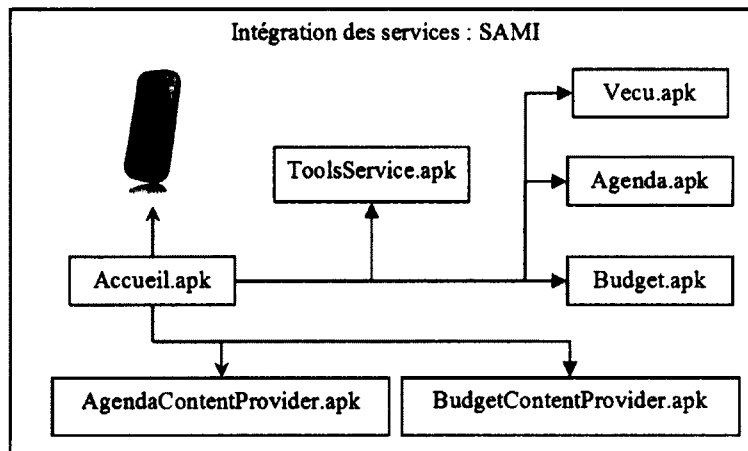 Intégration des services : SAMI
Vecu.apk
ToolsService.apk
Agenda.apk
Accueil.apk
Budget.apk
AgendaContentProvider.apk
BudgetContentProvider.apk